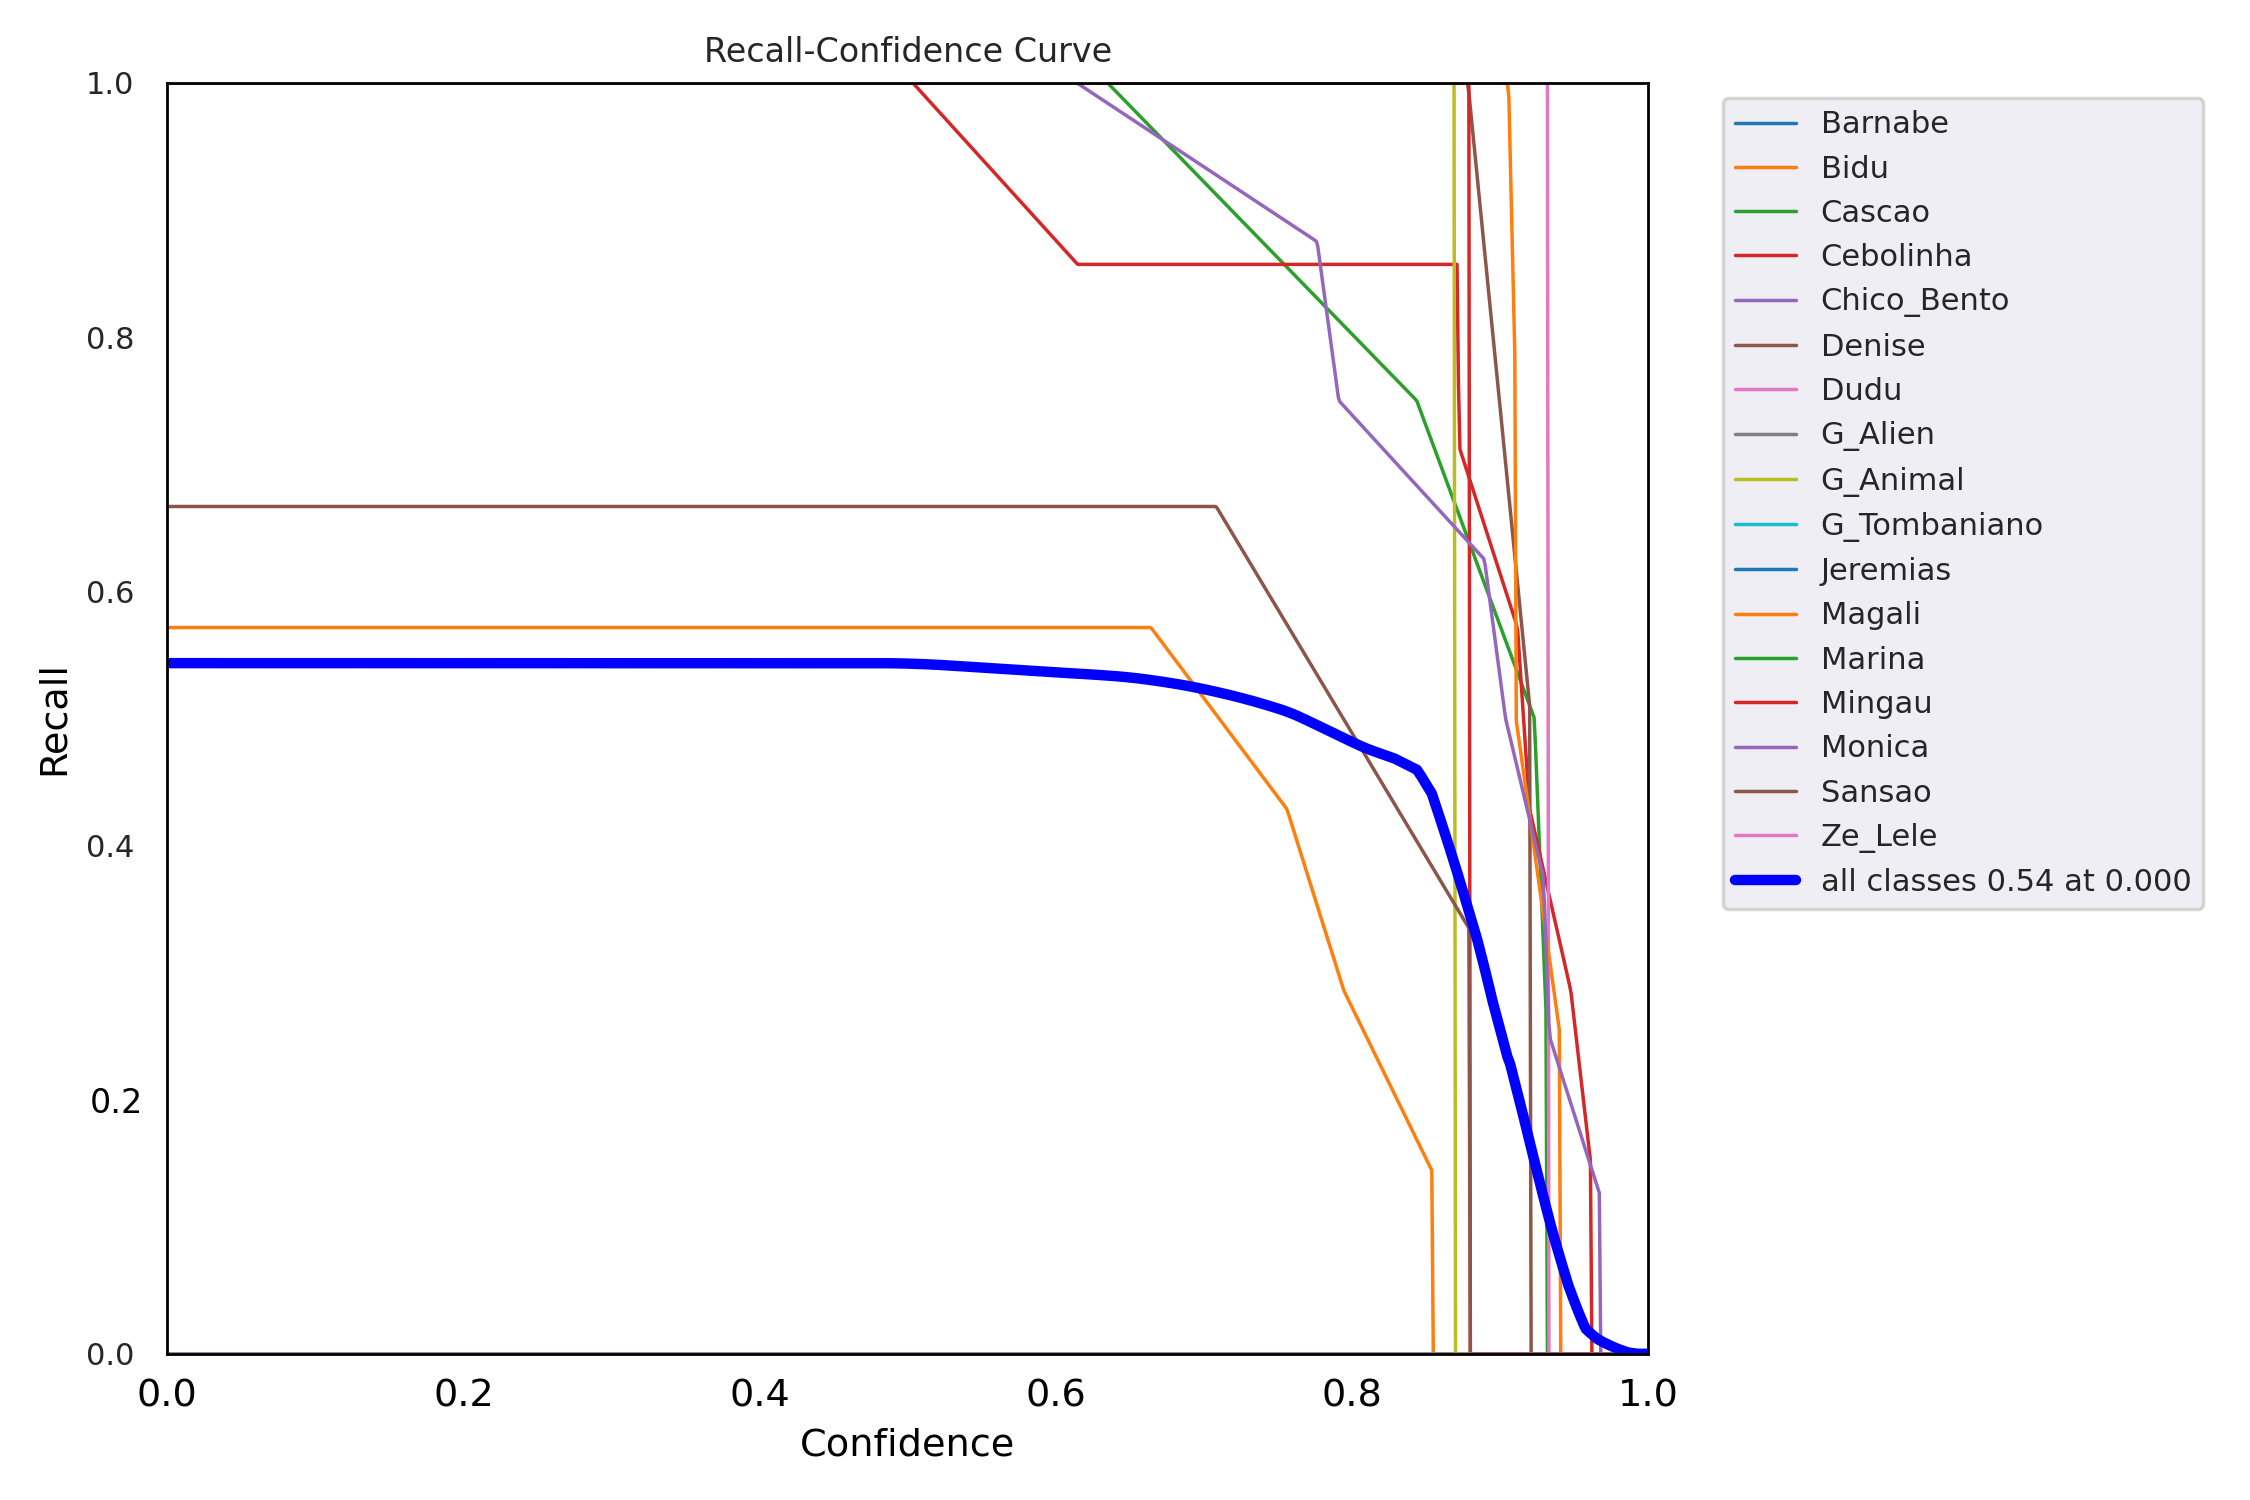 Recall-Confidence Curve
1.0
0.8
0.6
0.4
0.2
0.0
Recall
0.0 0.2 0.4 0.6 0.8 1.0
Confidence
Barnabe
Bidu
Cascao
Cebolinha
Chico_Bento
Denise
Dudu
G_Alien
G_Animal
G_Tombaniano
Jeremias
Magali
Marina
Mingau
Monica
Sansao
Ze_Lele
all classes 0.54 at 0.000